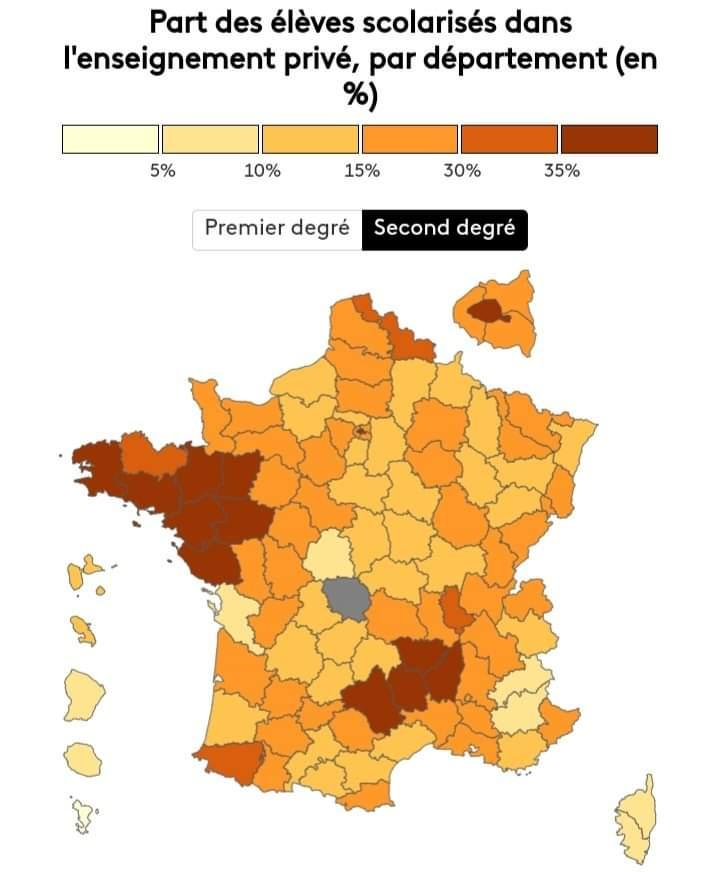 Part des élèves scolarisés dans
l'enseignement privé, par département (en
%)
5% 10% 15% 30% 35%
Premier degré Second degré